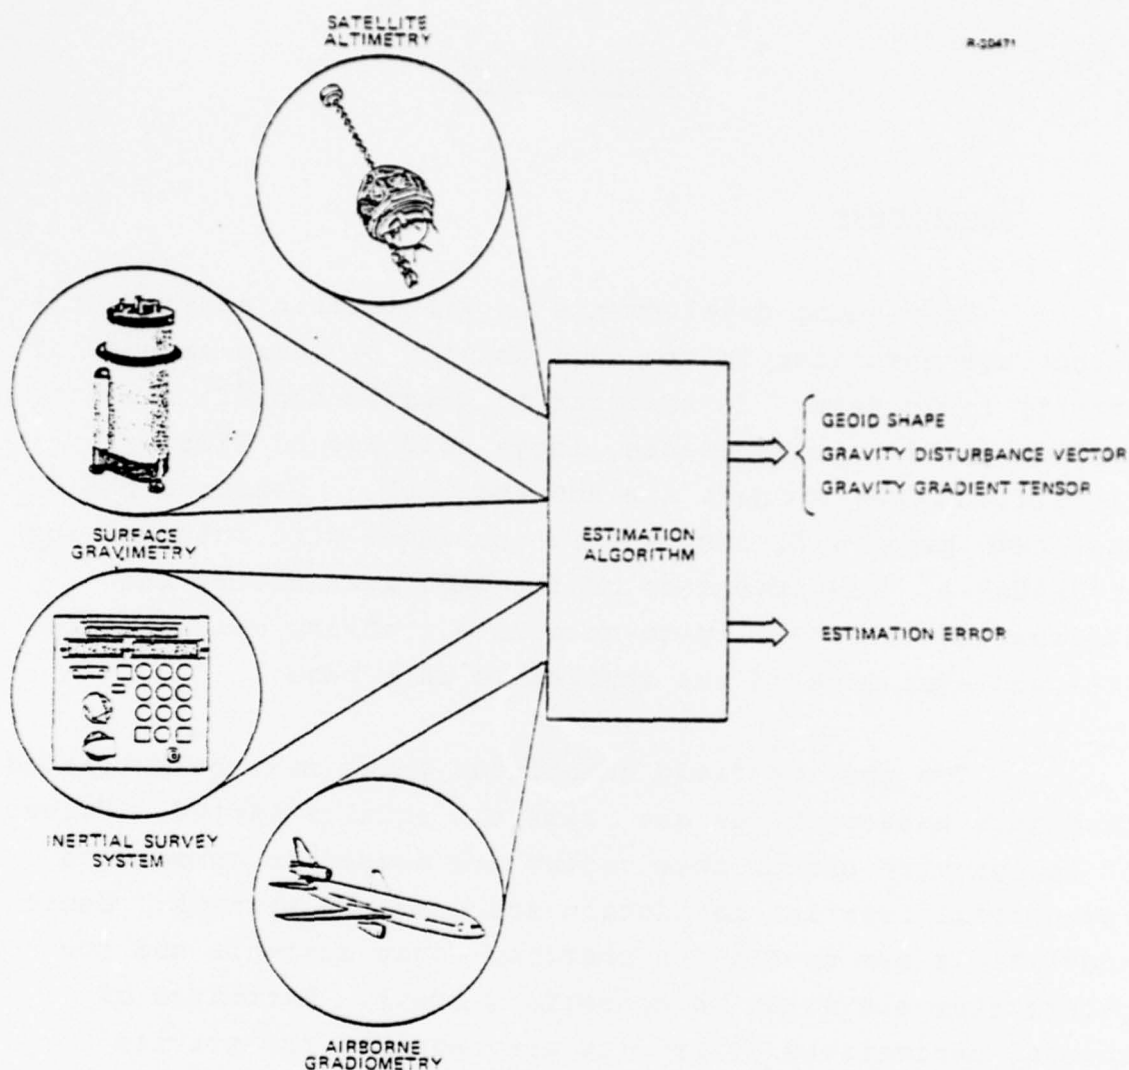 SATELLITE
ALTIMETRY
R-30471
GEOID SHAPE
GRAVITY DISTURBANCE VECTOR
GRAVITY GRADIENT TENSOR
SURFACE
GRAVIMETRY
ESTIMATION
ALGORITHM
ESTIMATION ERROR
INERTIAL SURVEY
SYSTEM
AIRBORNE
GRADIOMETRY